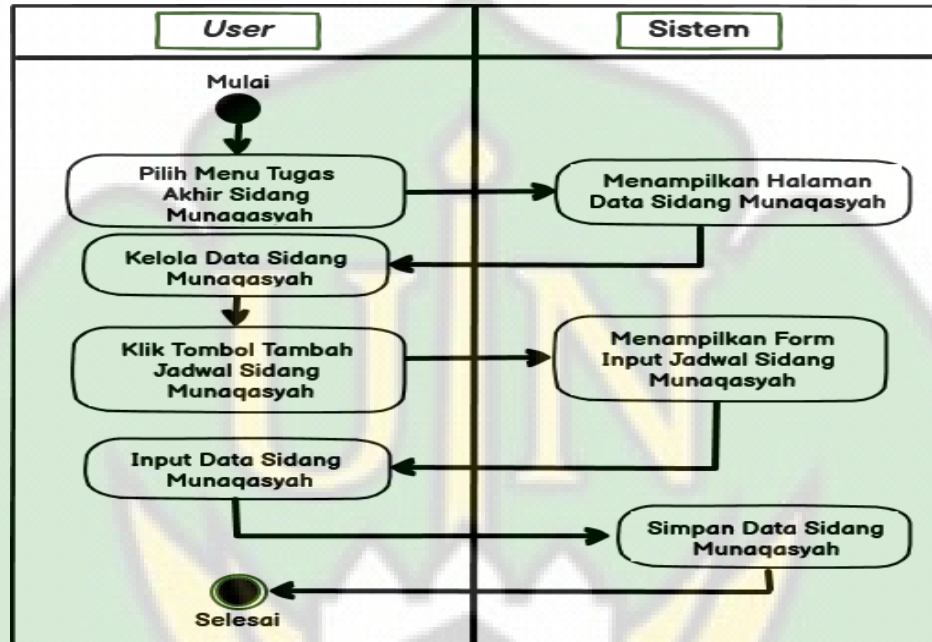 User
Sistem
Mulai
Pilih Menu Tugas
Akhir Sidang
Munaqasyah
Menampilkan Halaman
Data Sidang Munaqasyah
Kelola Data Sidang
Munaqasyah
Klik Tombol Tambah
Jadwal Sidang
Munaqasyah
Menampilkan Form
Input Jadwal Sidang
Munaqasyah
Input Data Sidang
Munaqasyah
Simpan Data Sidang
Munaqasyah
Selesai
UIN